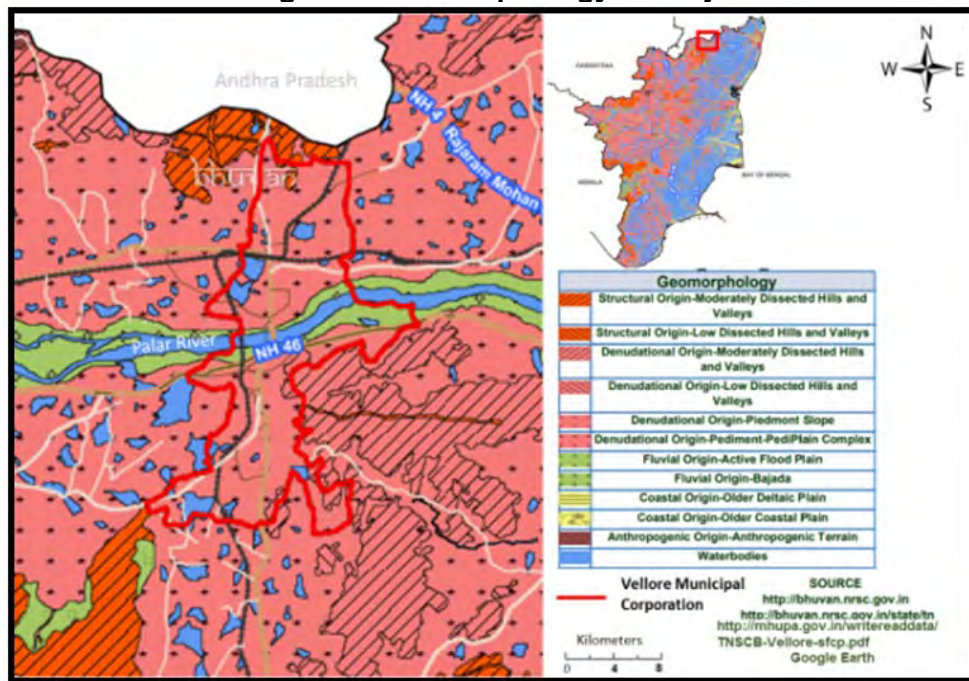 Andhra Pradesh
NH 4 Rajaram Mohan
bhuvan
Palar River
NH 46
N
W
E
S
KERALA
BAY OF BENGAL
Geomorphology
Structural Origin-Moderately Dissected Hills and
Valleys
Structural Origin-Low Dissected Hills and Valleys
Denudational Origin-Moderately Dissected Hills
and Valleys
Denudational Origin-Low Dissected Hills and
Valleys
Denudational Origin-Piedmont Slope
Denudational Origin-Pediment-PediPlain Complex
Fluvial Origin-Active Flood Plain
Fluvial Origin-Bajada
Coastal Origin-Older Deltaic Plain
Coastal Origin-Older Coastal Plain
Anthropogenic Origin-Anthropogenic Terrain
Waterbodies
Vellore Municipal
Corporation
SOURCE
http://bhuvan.nrsc.gov.in
http://bhuvan.nrsc.gov.in/state/tn
http://mhupa.gov.in/writereaddata/
TNSCB-Vellore-sfcp.pdf
Google Earth
Kilometers
0 4 8